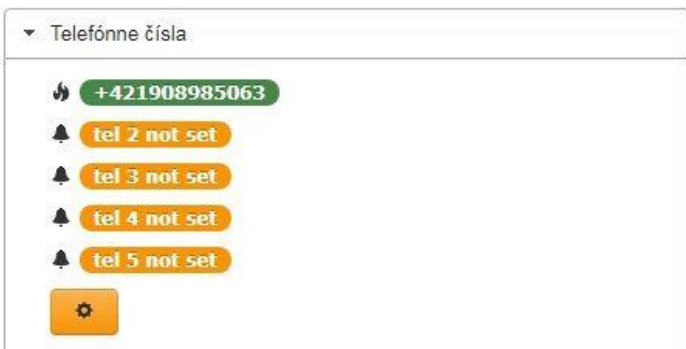 Telefónne čísla
+421908985063
tel 2 not set
tel 3 not set
tel 4 not set
tel 5 not set